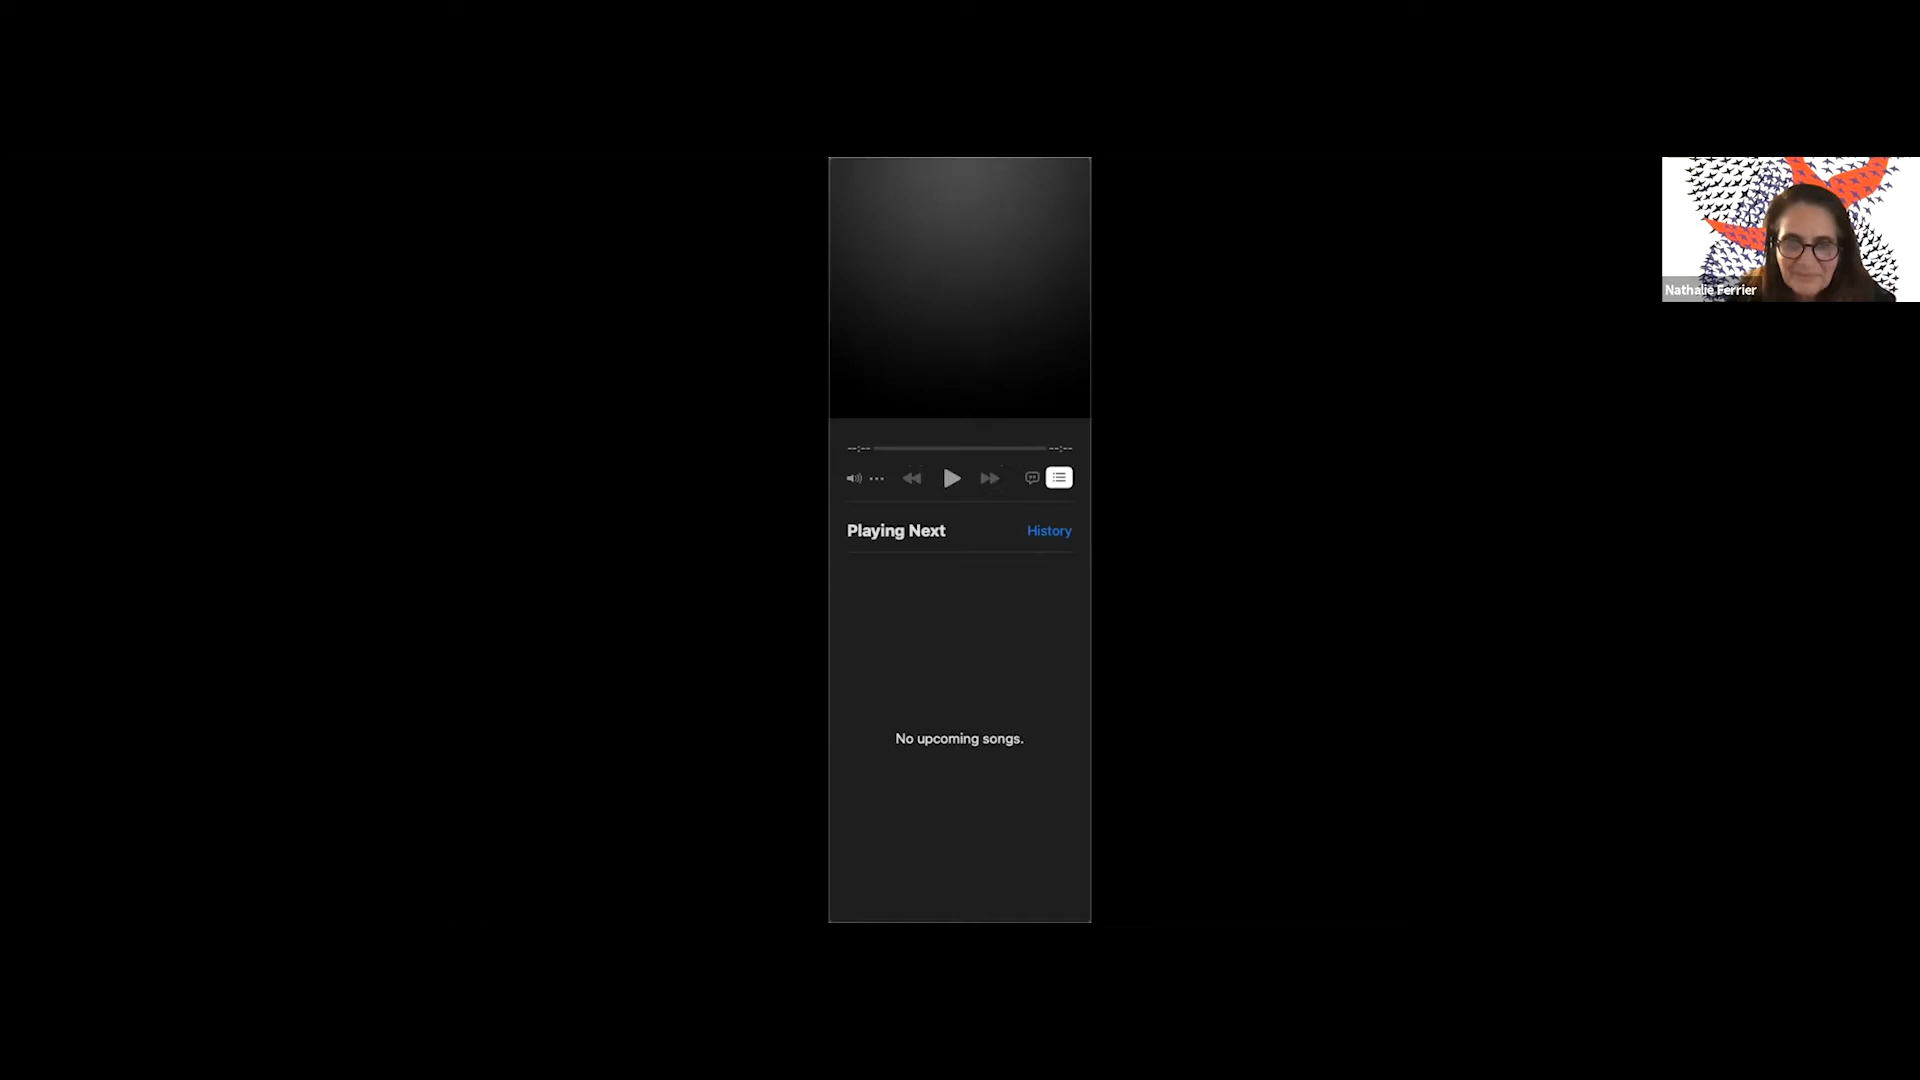 Nathalie Ferrier
--:-- --:--
Playing Next History
No upcoming songs.